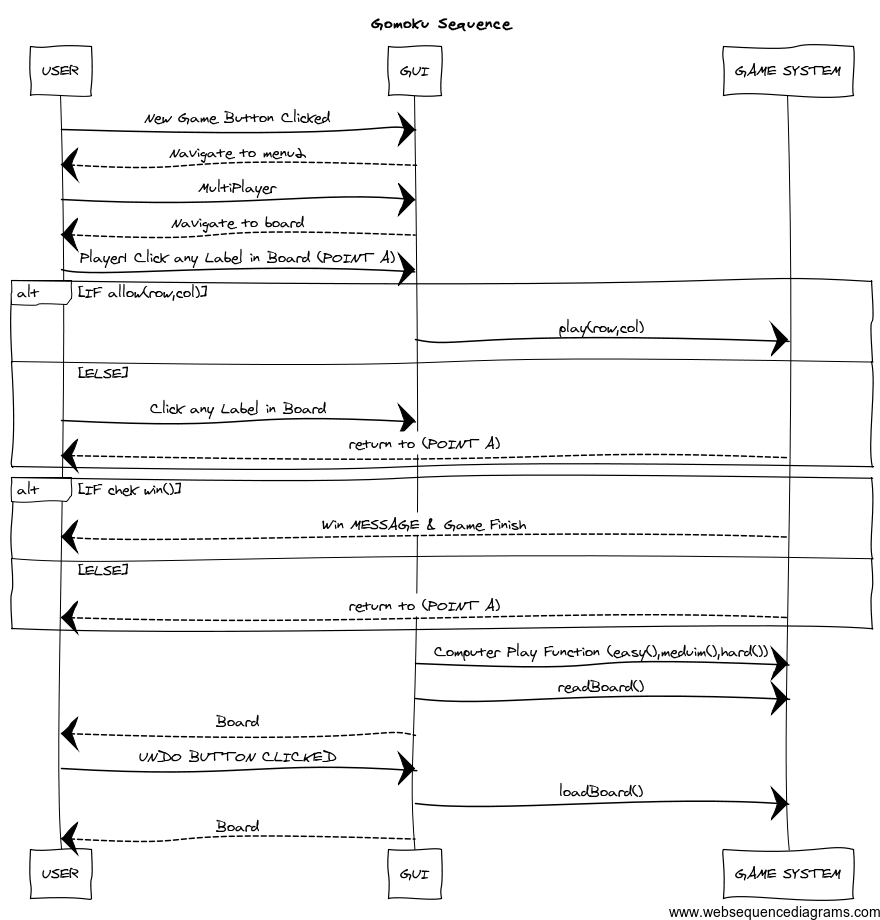 Gomoku Sequence
USER
GUI
GAME SYSTEM
New Game Button Clicked
Navigate to menu2
MultiPlayer
Navigate to board
Player1 Click any Label in Board (POINT A)
alt
[IF allow(row,col)]
play(row,col)
[ELSE]
Click any Label in Board
return to (POINT A)
alt
[IF chek win()]
Win MESSAGE & Game Finish
[ELSE]
return to (POINT A)
Computer Play Function (easy(),meduim(),hard())
readBoard()
Board
UNDO BUTTON CLICKED
loadBoard()
Board
USER
GUI
GAME SYSTEM
www.websequencediagrams.com